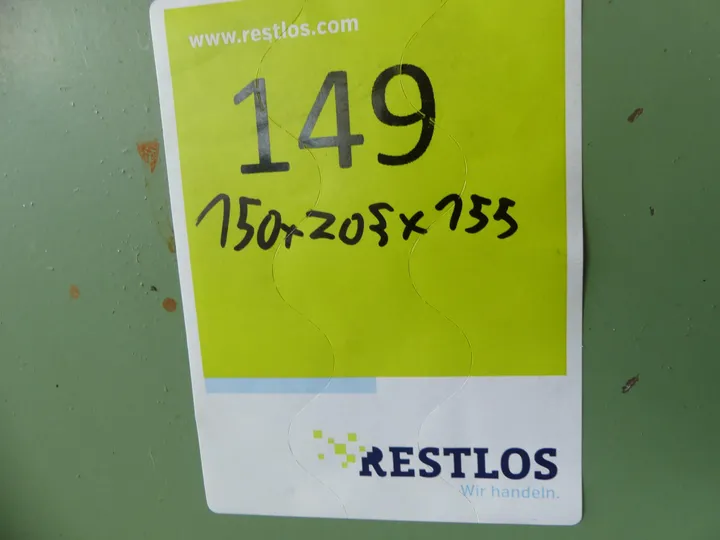 www.restlos.com
149
150x205x155
RESTLOS
Wir handeln.